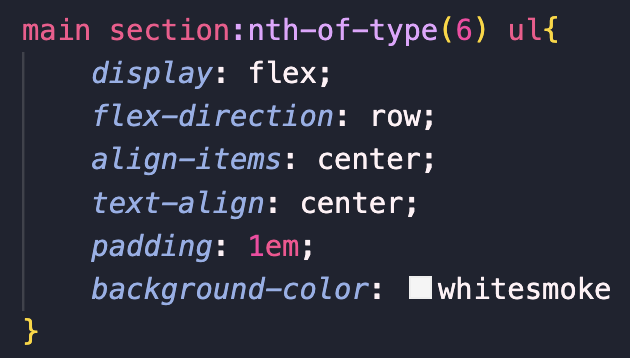 main section:nth-of-type(6) ul{
display: flex;
flex-direction: row;
align-items: center;
text-align: center;
padding: 1em;
background-color: whitesmoke
}